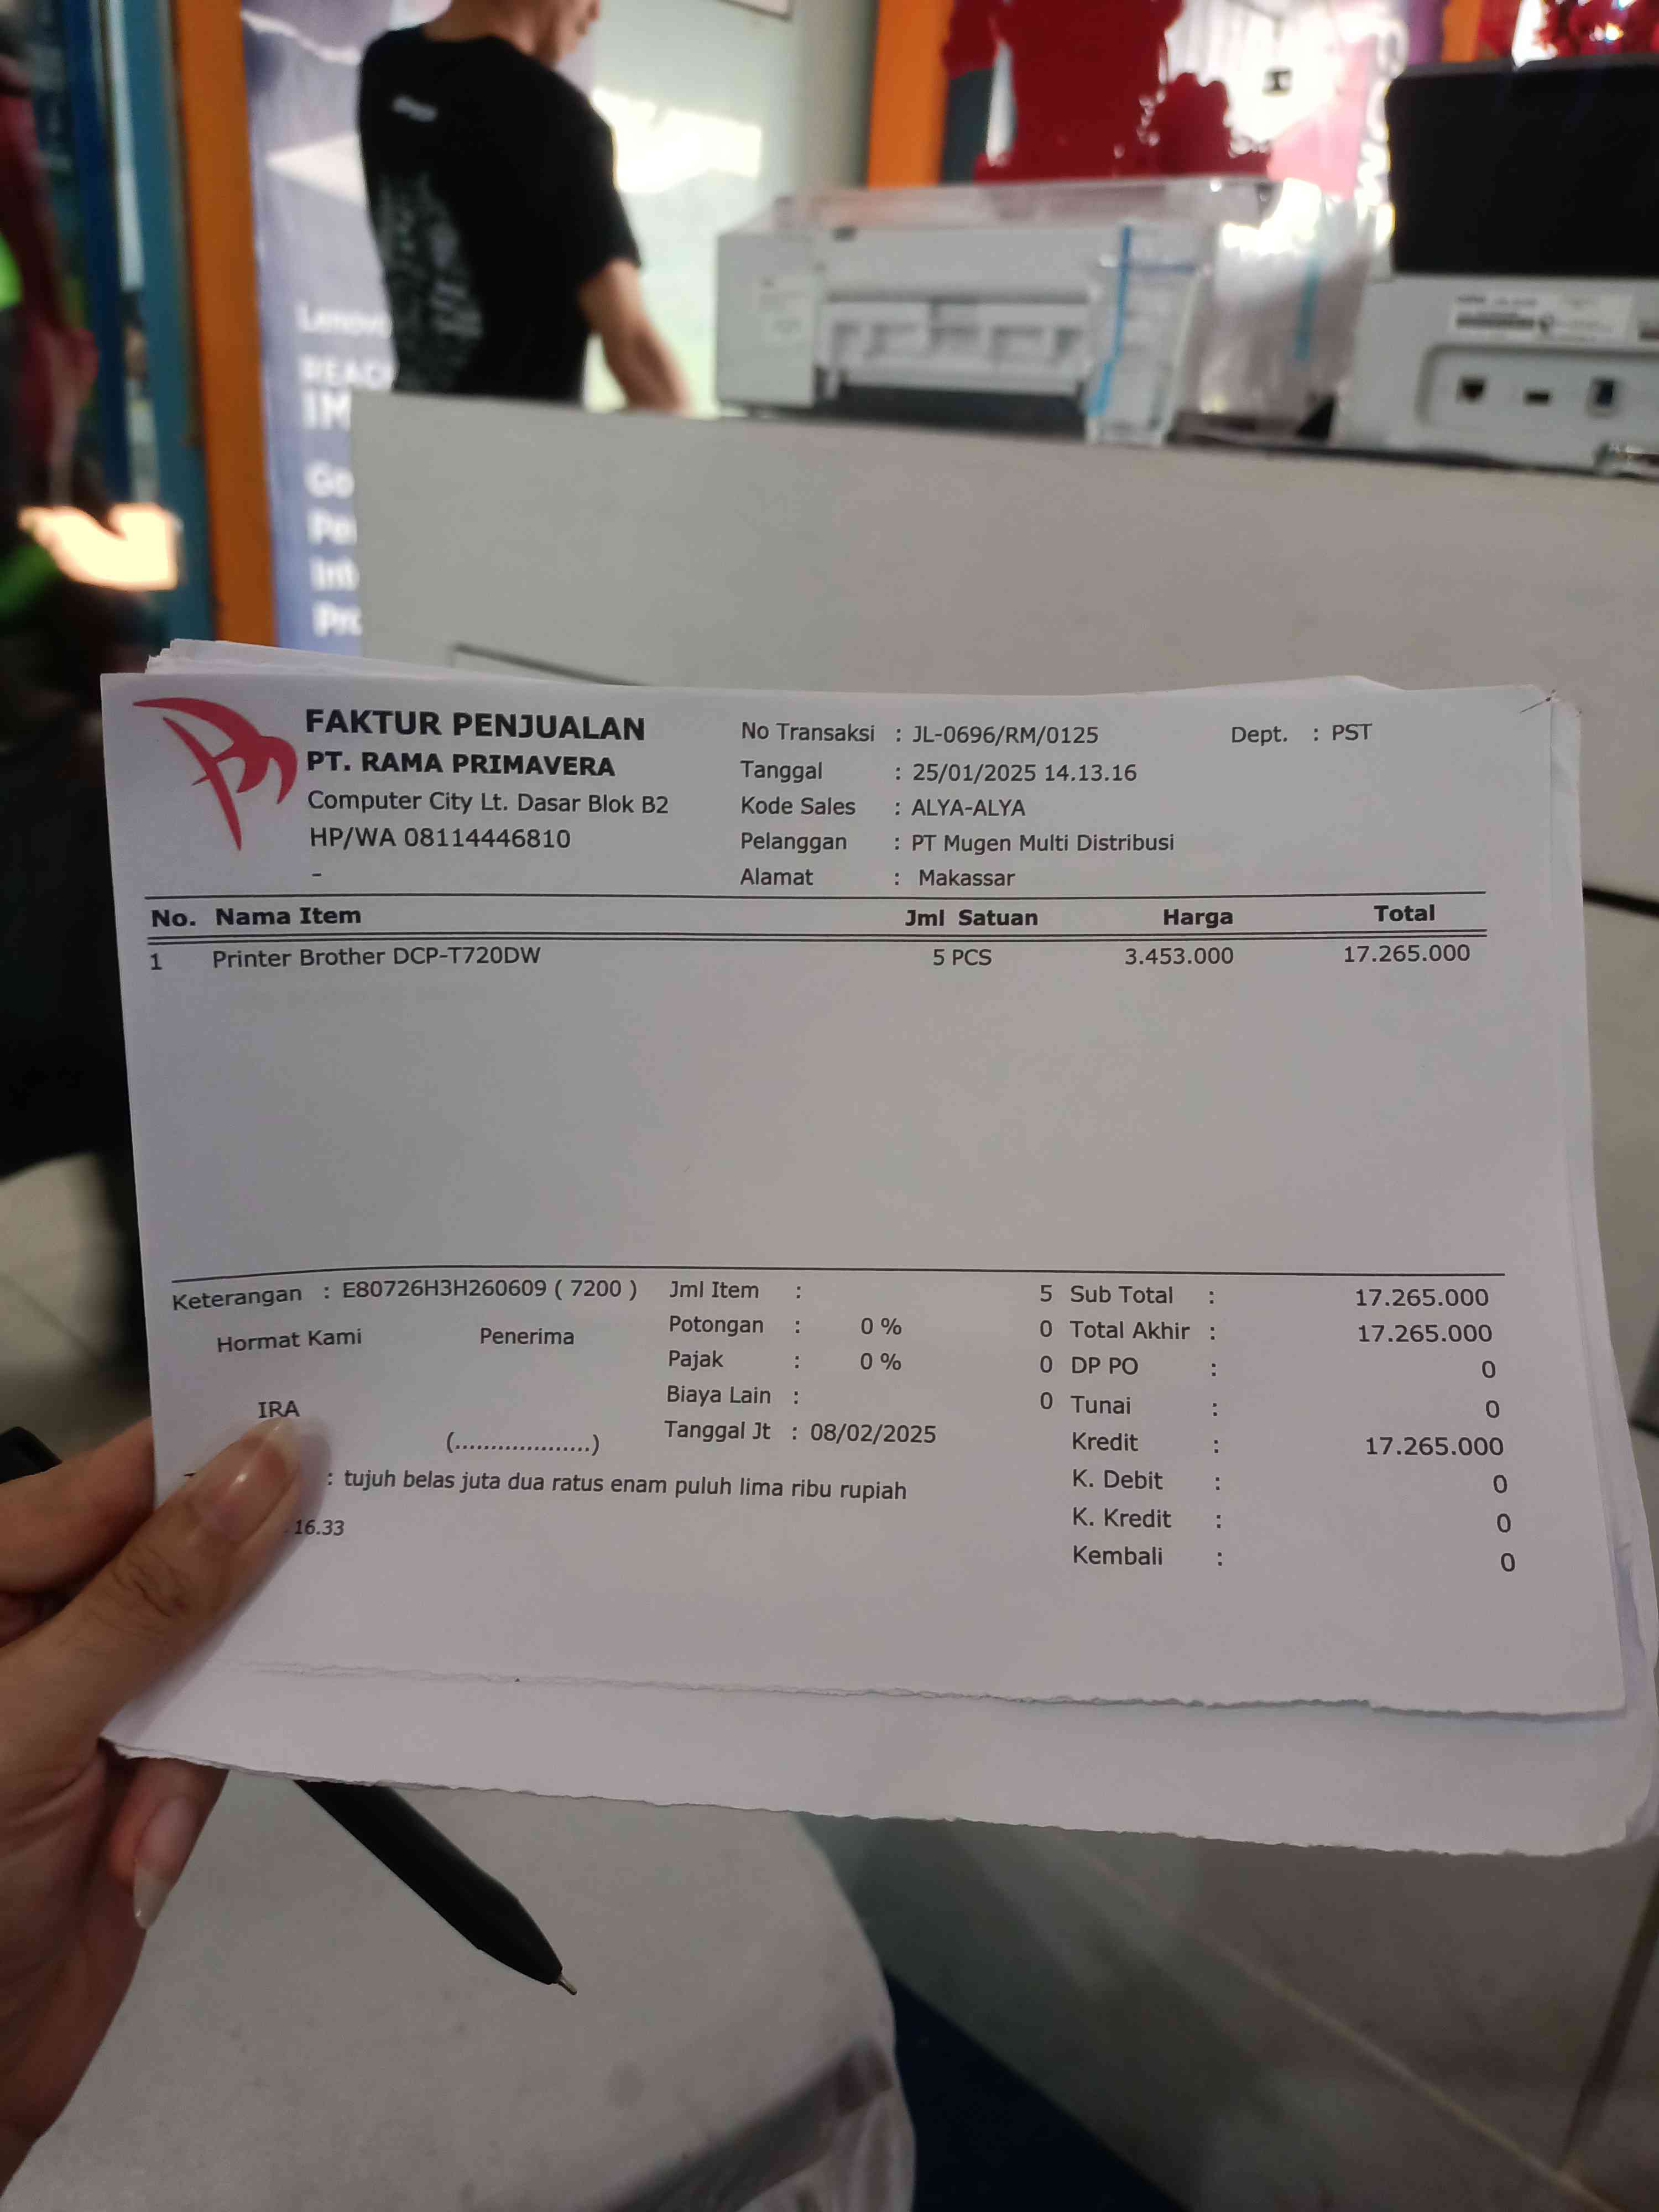 Lenovo
FAKTUR PENJUALAN
PT. RAMA PRIMAVERA
Computer City Lt. Dasar Blok B2
HP/WA 08114446810
-
No Transaksi : JL-0696/RM/0125
Tanggal : 25/01/2025 14.13.16
Kode Sales : ALYA-ALYA
Pelanggan : PT Mugen Multi Distribusi
Alamat : Makassar
Dept. : PST
No. Nama Item Jml Satuan Harga Total
1 Printer Brother DCP-T720DW 5 PCS 3.453.000 17.265.000
Keterangan : E80726H3H260609 ( 7200 )
Hormat Kami Penerima
IRA
(...................)
: tujuh belas juta dua ratus enam puluh lima ribu rupiah
16.33
Jml Item : 5
Potongan : 0 % 0
Pajak : 0 % 0
Biaya Lain : 0
Tanggal Jt : 08/02/2025
Sub Total : 17.265.000
Total Akhir : 17.265.000
DP PO : 0
Tunai : 0
Kredit : 17.265.000
K. Debit : 0
K. Kredit : 0
Kembali : 0